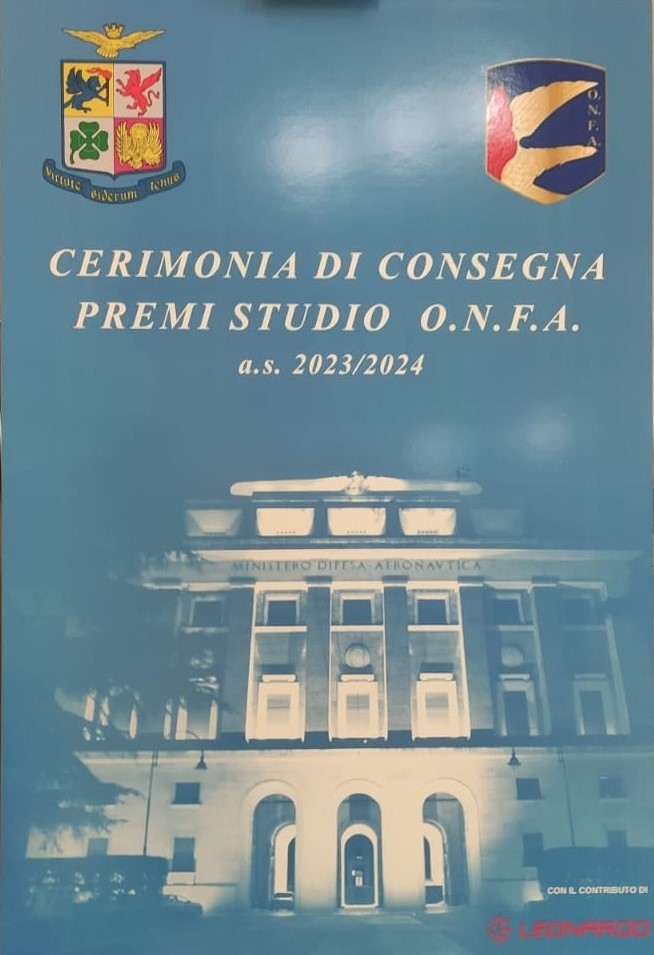 O.N.F.A.
virtute siderum tenus
CERIMONIA DI CONSEGNA
PREMI STUDIO O.N.F.A.
a.s. 2023/2024
MINISTERO DIFESA-AERONAVTICA
CON IL CONTRIBUTO DI
LEONARDO